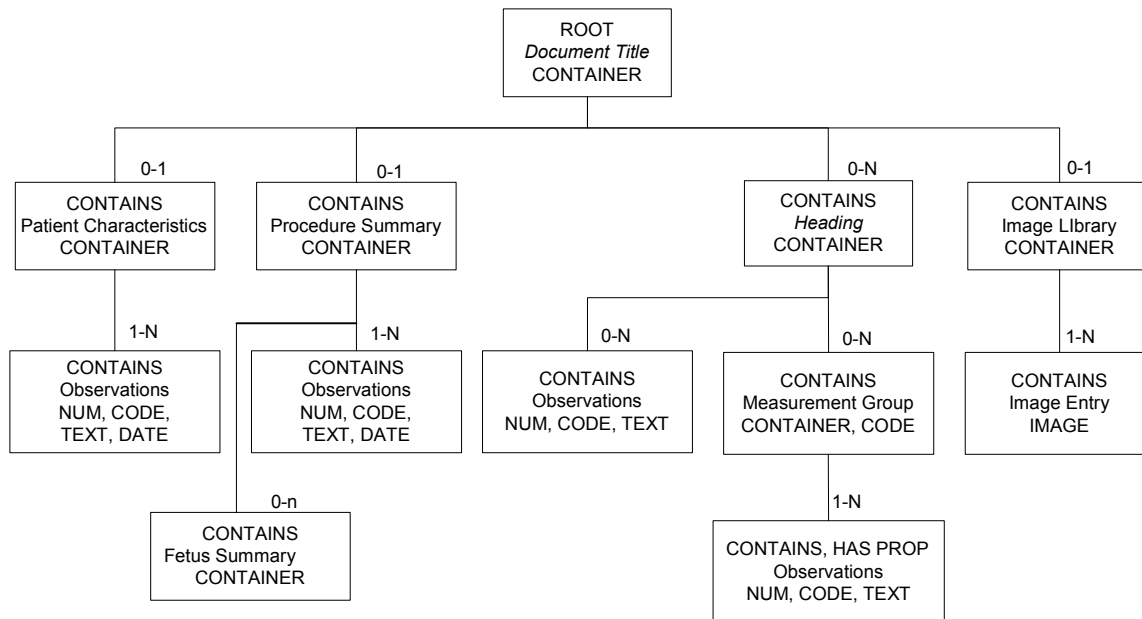 ROOT
Document Title
CONTAINER
0-1
0-1
0-N
0-1
CONTAINS
Patient Characteristics
CONTAINER
CONTAINS
Procedure Summary
CONTAINER
CONTAINS
Heading
CONTAINER
CONTAINS
Image LIbrary
CONTAINER
1-N
1-N
0-N
0-N
1-N
CONTAINS
Observations
NUM, CODE,
TEXT, DATE
CONTAINS
Observations
NUM, CODE,
TEXT, DATE
CONTAINS
Observations
NUM, CODE, TEXT
CONTAINS
Measurement Group
CONTAINER, CODE
CONTAINS
Image Entry
IMAGE
0-n
1-N
CONTAINS
Fetus Summary
CONTAINER
CONTAINS, HAS PROP
Observations
NUM, CODE, TEXT